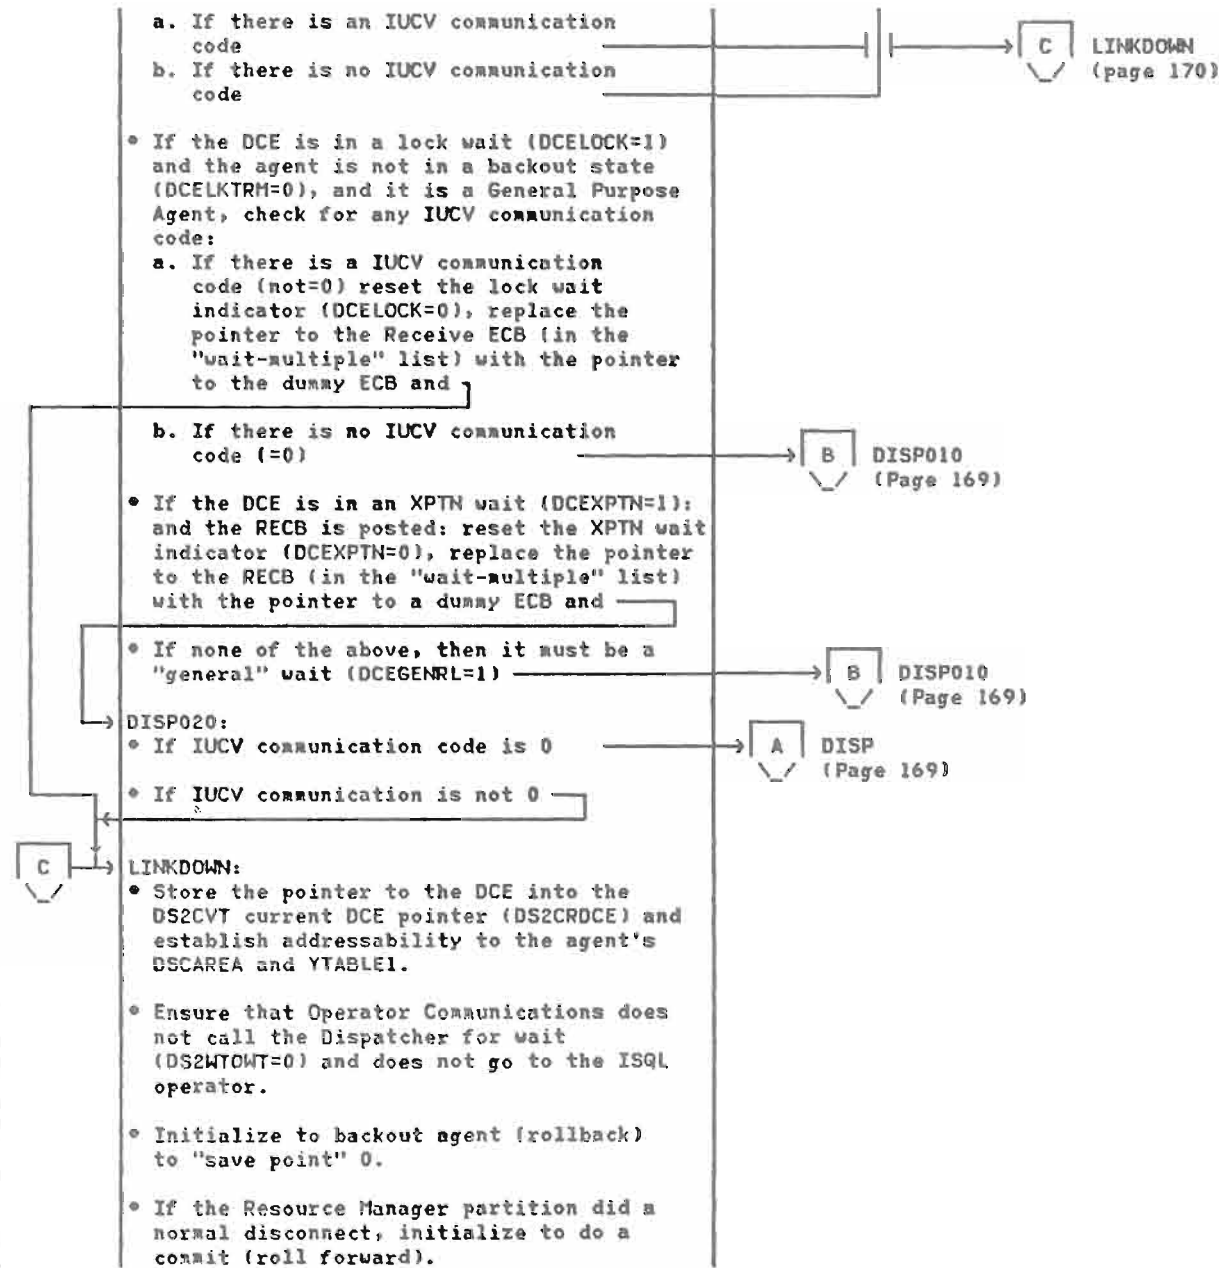 a. If there is an IUCV communication
code
C LINKDOWN
(page 170)
b. If there is no IUCV communication
code
• If the DCE is in a lock wait (DCELOCK=1)
and the agent is not in a backout state
(DCELKTRM=0), and it is a General Purpose
Agent, check for any IUCV communication
code:
a. If there is a IUCV communication
code (not=0) reset the lock wait
indicator (DCELOCK=0), replace the
pointer to the Receive ECB (in the
"wait-multiple" list) with the pointer
to the dummy ECB and
b. If there is no IUCV communication
code (=0)
B DISP010
(Page 169)
• If the DCE is in an XPTN wait (DCEXPTN=1):
and the RECB is posted: reset the XPTN wait
indicator (DCEXPTN=0), replace the pointer
to the RECB (in the "wait-multiple" list)
with the pointer to a dummy ECB and
• If none of the above, then it must be a
"general" wait (DCEGENRL=1)
B DISP010
(Page 169)
DISP020:
• If IUCV communication code is 0
A DISP
(Page 169)
• If IUCV communication is not 0
C
LINKDOWN:
• Store the pointer to the DCE into the
DS2CVT current DCE pointer (DS2CRDCE) and
establish addressability to the agent's
DSCAREA and YTABLE1.
• Ensure that Operator Communications does
not call the Dispatcher for wait
(DS2WTOWT=0) and does not go to the ISQL
operator.
• Initialize to backout agent (rollback)
to "save point" 0.
• If the Resource Manager partition did a
normal disconnect, initialize to do a
commit (roll forward).